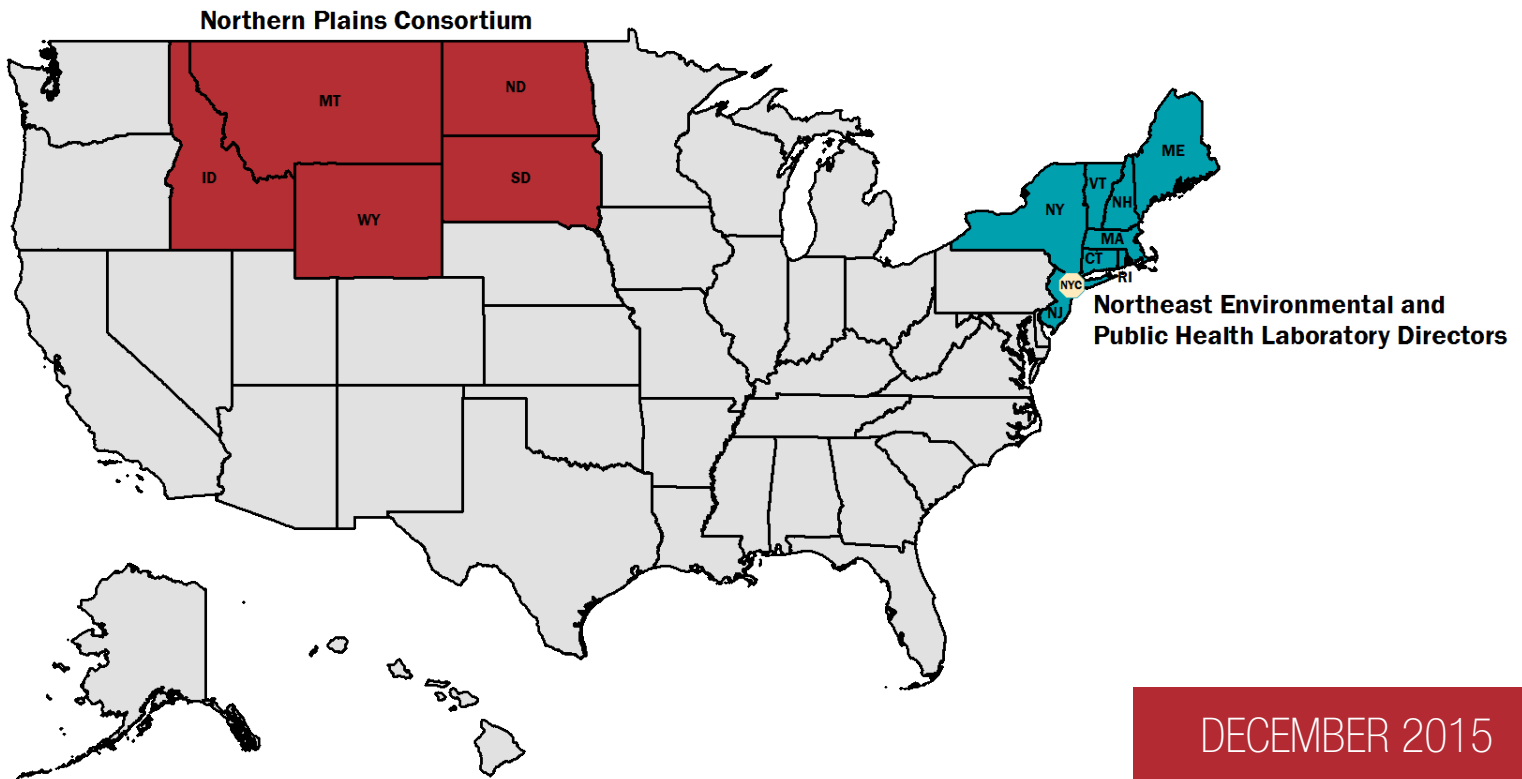 Northern Plains Consortium
MT
ND
ID
SD
WY
ME
VT
NH
NY
MA
CT
RI
NYC
NJ
Northeast Environmental and
Public Health Laboratory Directors
DECEMBER 2015